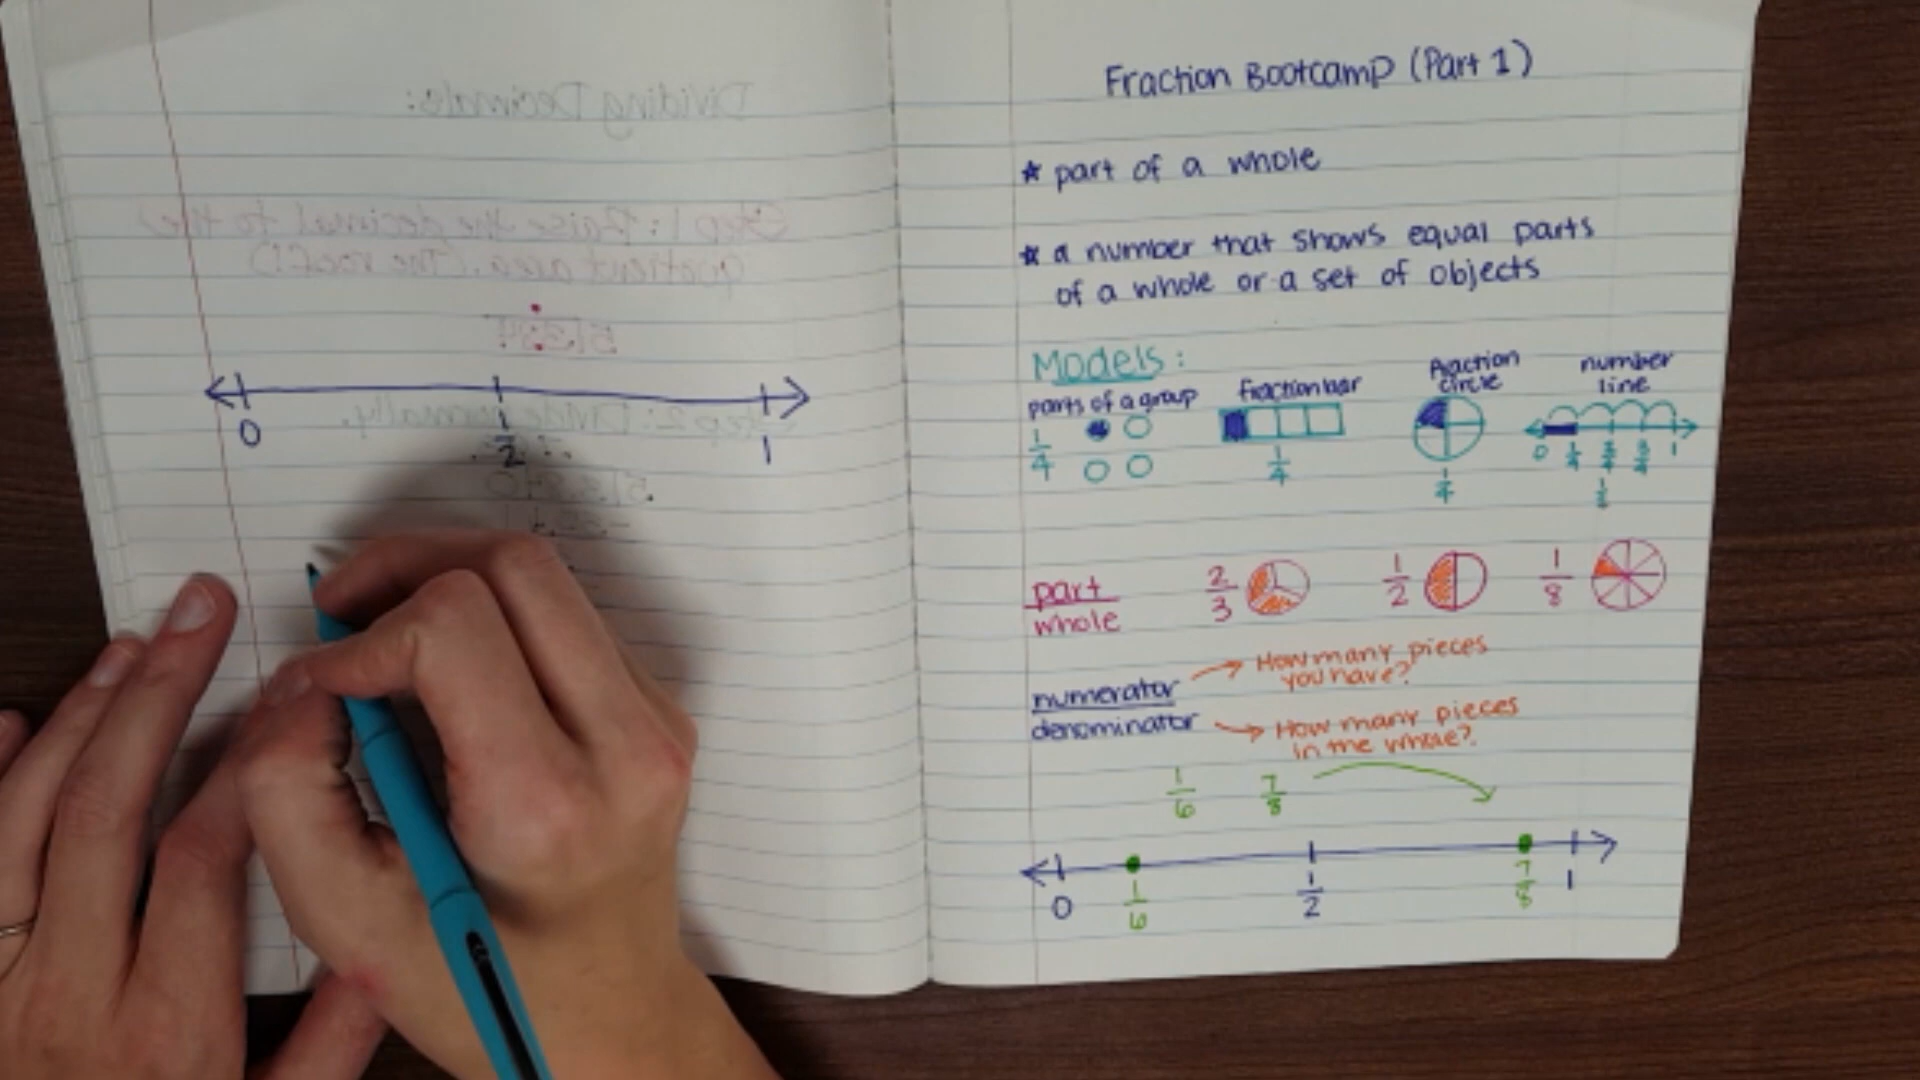 0 1/2 1
Fraction Bootcamp (Part 1)
★ part of a whole
★ a number that shows equal parts
of a whole or a set of objects
Models:
parts of a group
1/4
fraction bar
1/4
fraction circle
1/4
number line
0 1/4 2/4 3/4 1
1/2
part
whole
2/3 1/2 1/8
numerator → How many pieces
you have?
denominator → How many pieces
in the whole?
1/6 7/8
0 1/6 1/2 7/8 1